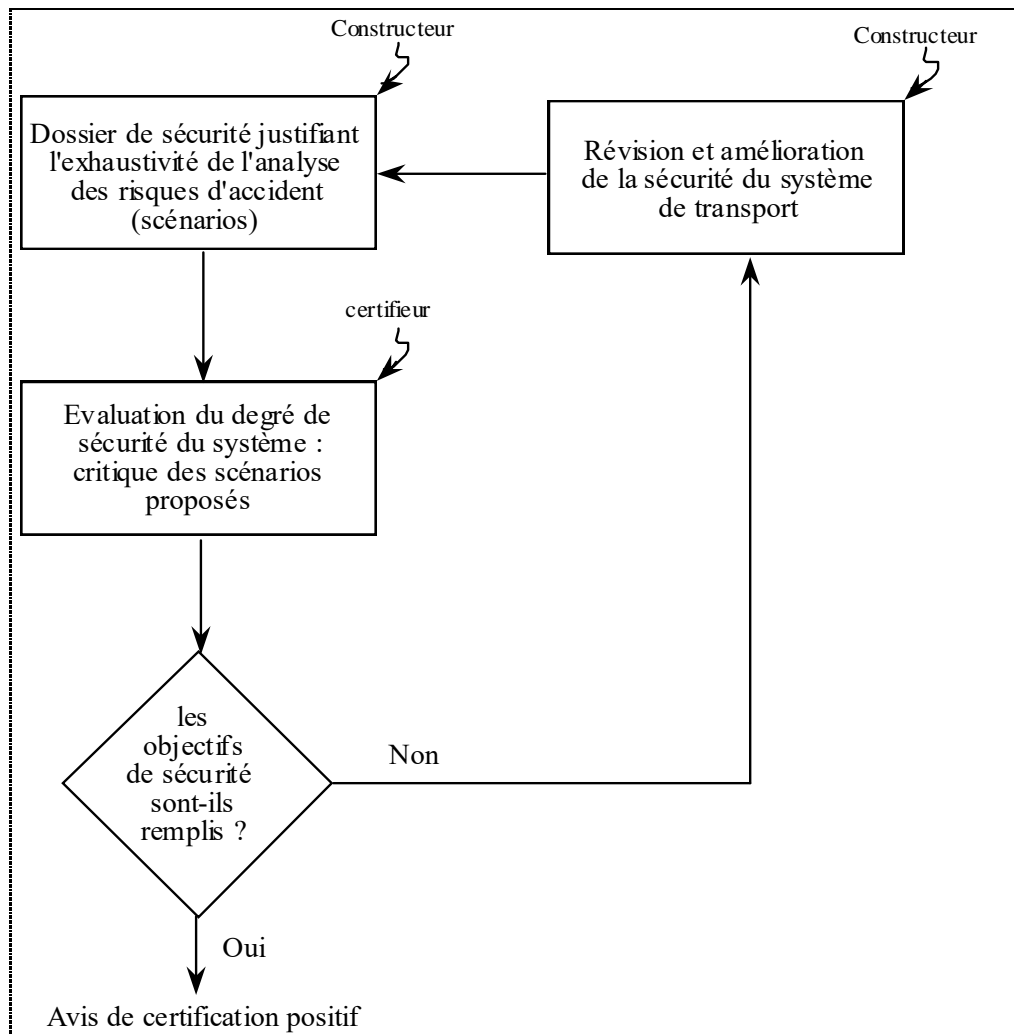 Constructeur
Constructeur
Dossier de sécurité justifiant
l'exhaustivité de l'analyse
des risques d'accident
(scénarios)
Révision et amélioration
de la sécurité du système
de transport
certifieur
Evaluation du degré de
sécurité du système :
critique des scénarios
proposés
les
objectifs
de sécurité
sont-ils
remplis ?
Non
Oui
Avis de certification positif